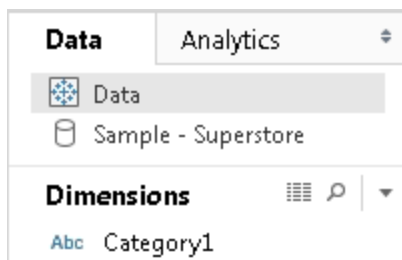 Data Analytics
Data
Sample - Superstore
Dimensions
Abc Category1